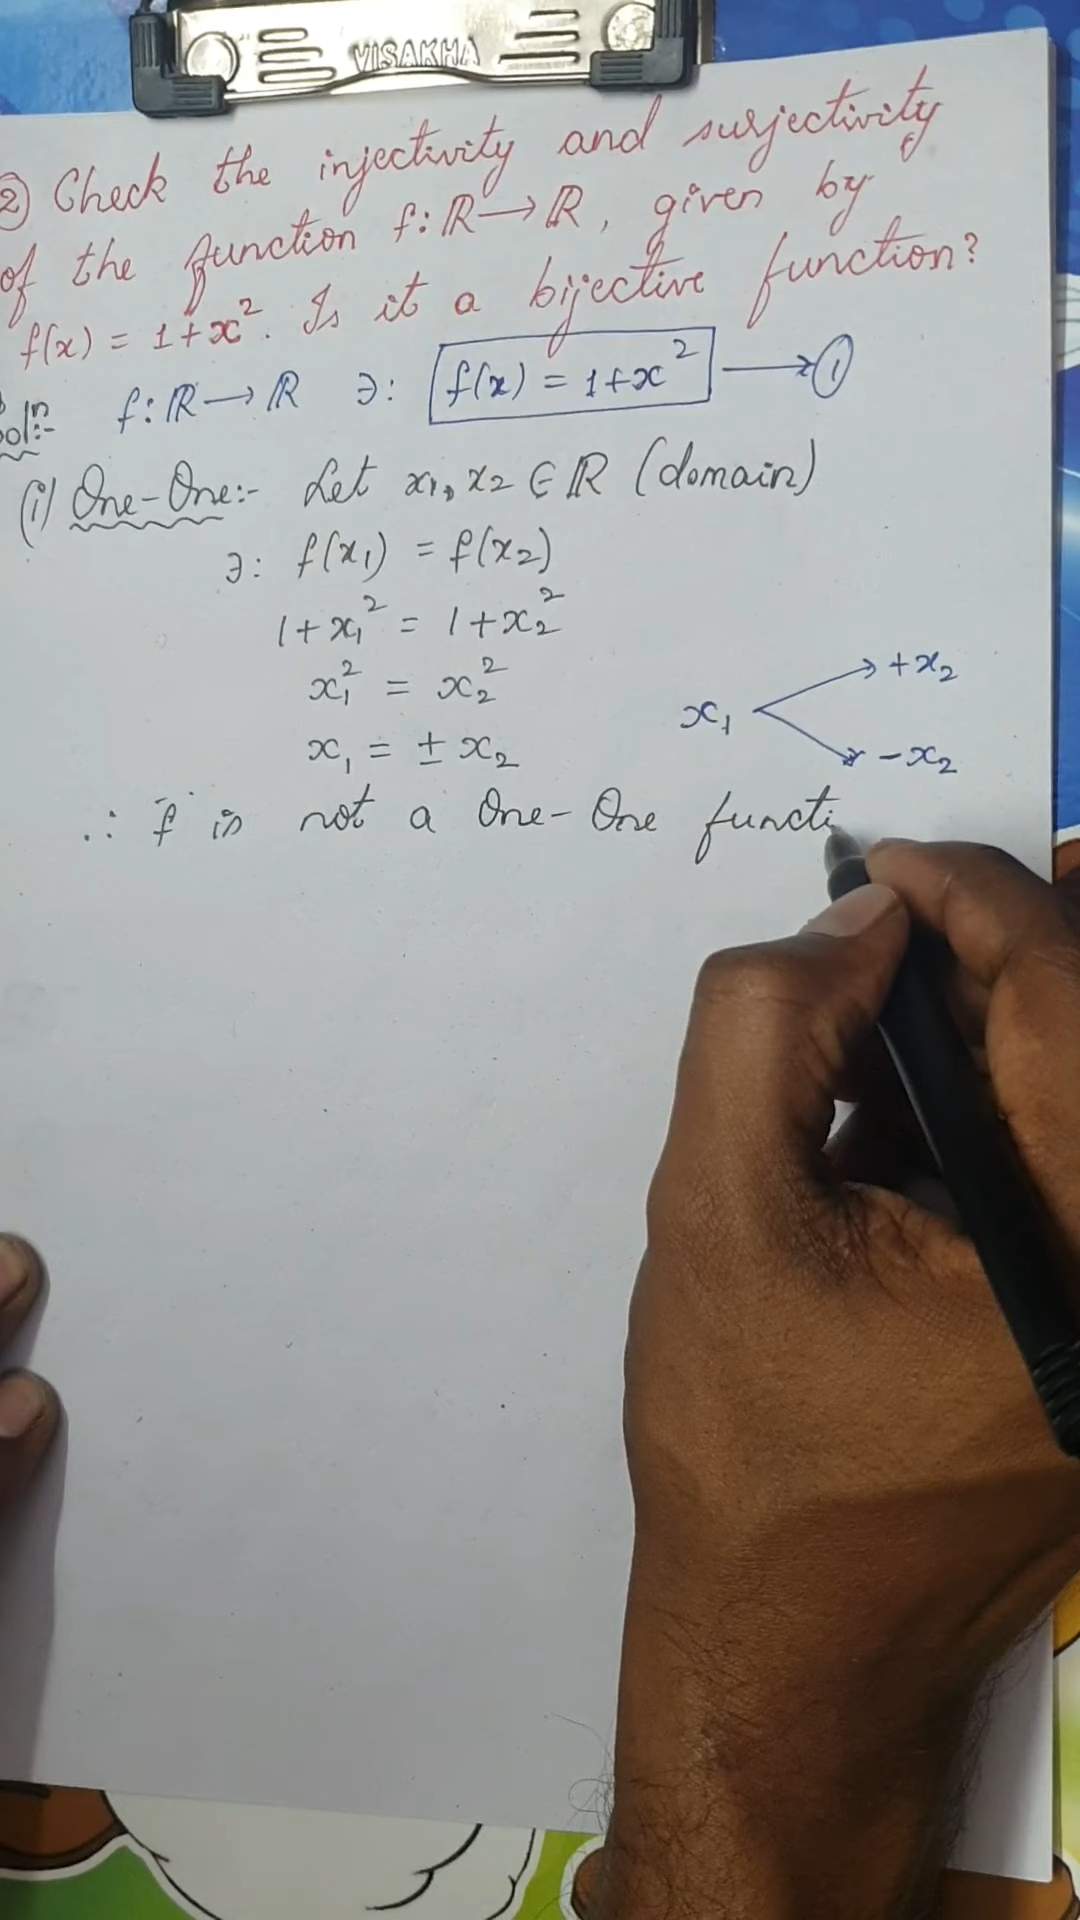 VISAKHA
2) Check the injectivity and surjectivity
of the function f: ℝ → ℝ, given by
f(x) = 1+x². Is it a bijective function?
Solⁿ:- f: ℝ → ℝ ∋: f(x) = 1+x² → ①
(i) One-One:- Let x₁, x₂ ∈ ℝ (domain)
∋: f(x₁) = f(x₂)
1+x₁² = 1+x₂²
x₁² = x₂²
x₁ = ± x₂
x₁ → +x₂
→ -x₂
∴ f is not a One-One functi